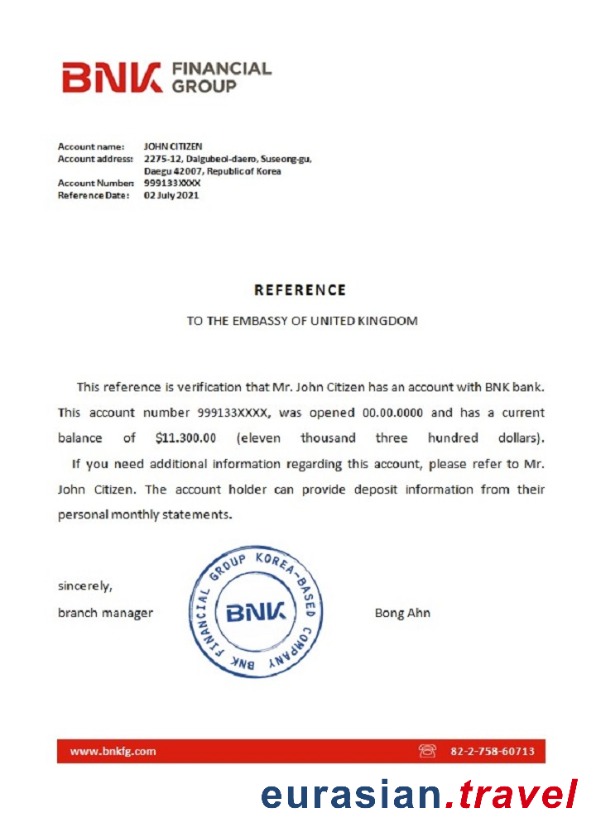 BNK FINANCIAL GROUP
Account name: JOHN CITIZEN
Account address: 2275-12, Dalgubeol-daero, Suseong-gu,
Daegu 42007, Republic of Korea
Account Number: 999133XXXX
Reference Date: 02 July 2021
REFERENCE
TO THE EMBASSY OF UNITED KINGDOM
This reference is verification that Mr. John Citizen has an account with BNK bank.
This account number 999133XXXX, was opened 00.00.0000 and has a current
balance of $11.300.00 (eleven thousand three hundred dollars).
If you need additional information regarding this account, please refer to Mr.
John Citizen. The account holder can provide deposit information from their
personal monthly statements.
sincerely,
branch manager
BNK FINANCIAL GROUP KOREA-BASED COMPANY
BNK
Bong Ahn
www.bnkfg.com
82-2-758-60713
eurasian.travel